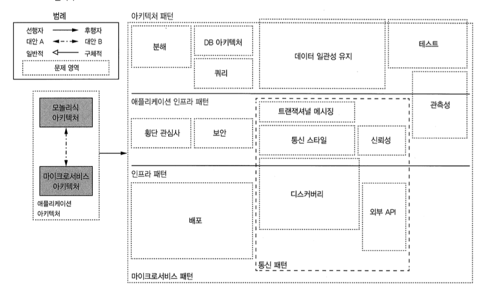 범례
선행자 후행자
대안 A 대안 B
일반적 구체적
문제 영역
모놀리식
아키텍처
마이크로서비스
아키텍처
애플리케이션
아키텍처
아키텍처 패턴
분해
DB 아키텍처
쿼리
데이터 일관성 유지
테스트
관측성
애플리케이션 인프라 패턴
횡단 관심사
보안
트랜잭셔널 메시징
통신 스타일
신뢰성
인프라 패턴
배포
디스커버리
외부 API
통신 패턴
마이크로서비스 패턴